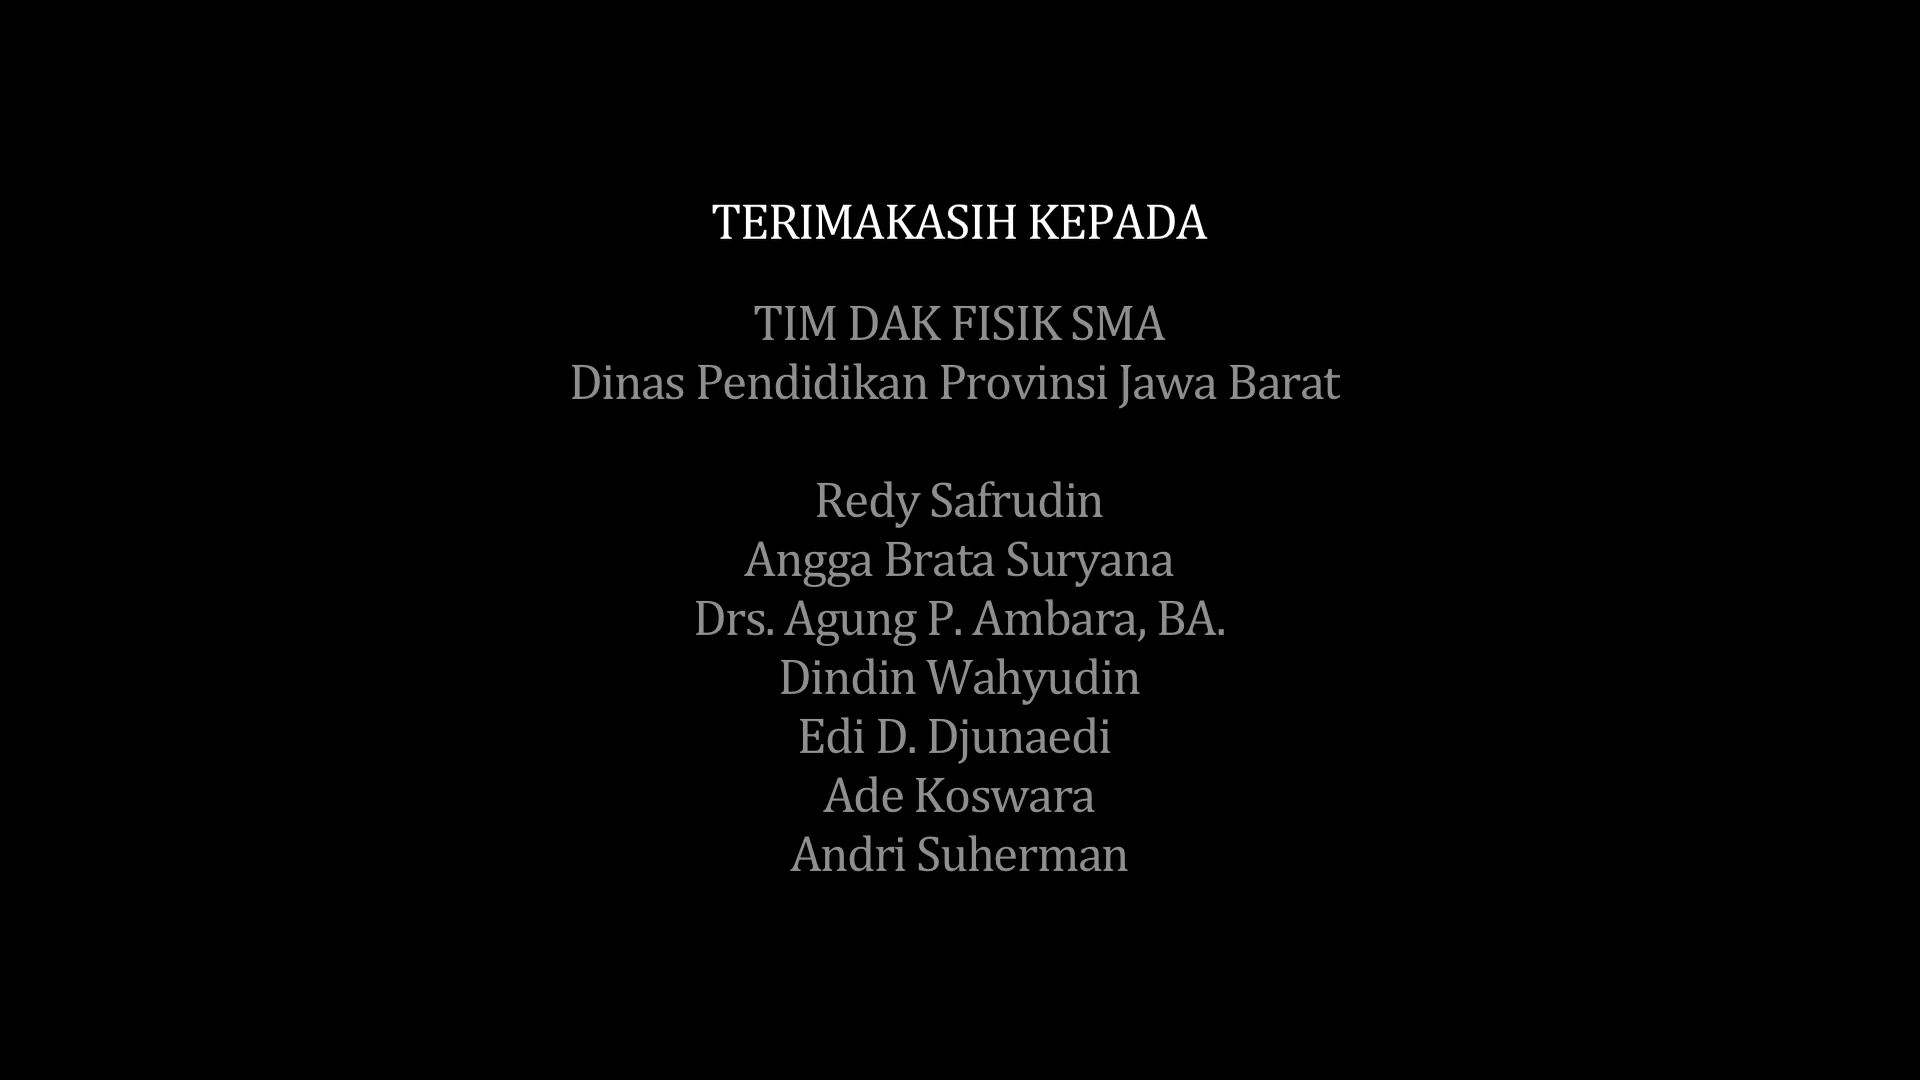 TERIMAKASIH KEPADA
TIM DAK FISIK SMA
Dinas Pendidikan Provinsi Jawa Barat
Redy Safrudin
Angga Brata Suryana
Drs. Agung P. Ambara, BA.
Dindin Wahyudin
Edi D. Djunaedi
Ade Koswara
Andri Suherman